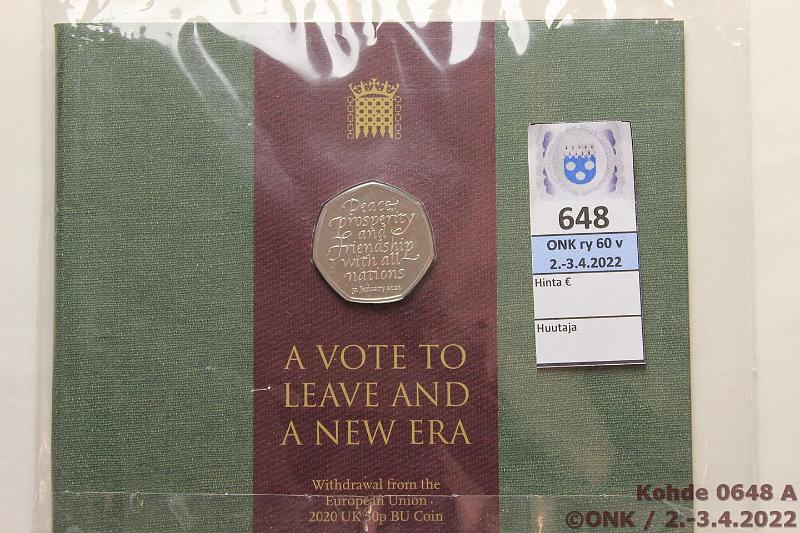 Peace
prosperity
and
friendship
with all
nations
31 January 2020
A VOTE TO
LEAVE AND
A NEW ERA
Withdrawal from the
European Union
2020 UK 50p BU Coin
648
ONK ry 60 v
2.-3.4.2022
Hinta €
Huutaja
Kohde 0648 A
©ONK / 2.-3.4.2022